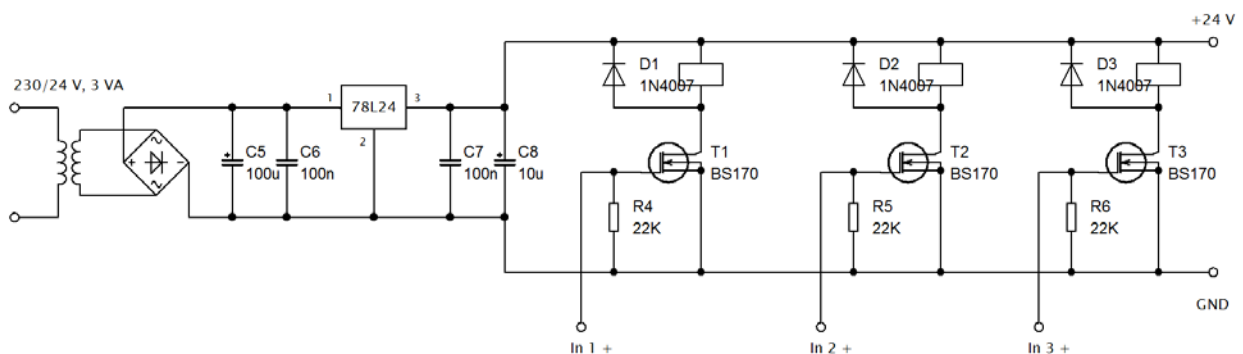 +24 V
230/24 V, 3 VA
D1
1N4007
D2
1N4007
D3
1N4007
1
78L24
3
2
+
~
-
~
+
C5
100u
C6
100n
C7
100n
+
C8
10u
T1
BS170
T2
BS170
T3
BS170
R4
22K
R5
22K
R6
22K
GND
In 1 +
In 2 +
In 3 +